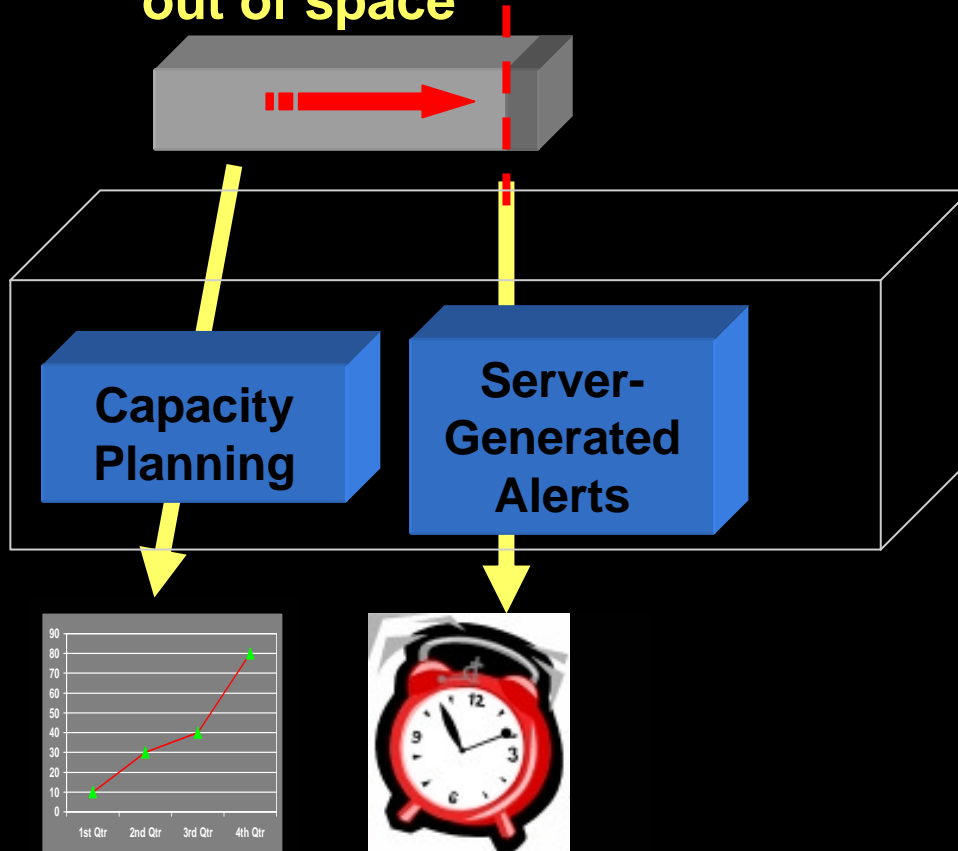 out of space
Capacity
Planning
Server-
Generated
Alerts
90
80
70
60
50
40
30
20
10
0
1st Qtr 2nd Qtr 3rd Qtr 4th Qtr
12
9
3
6